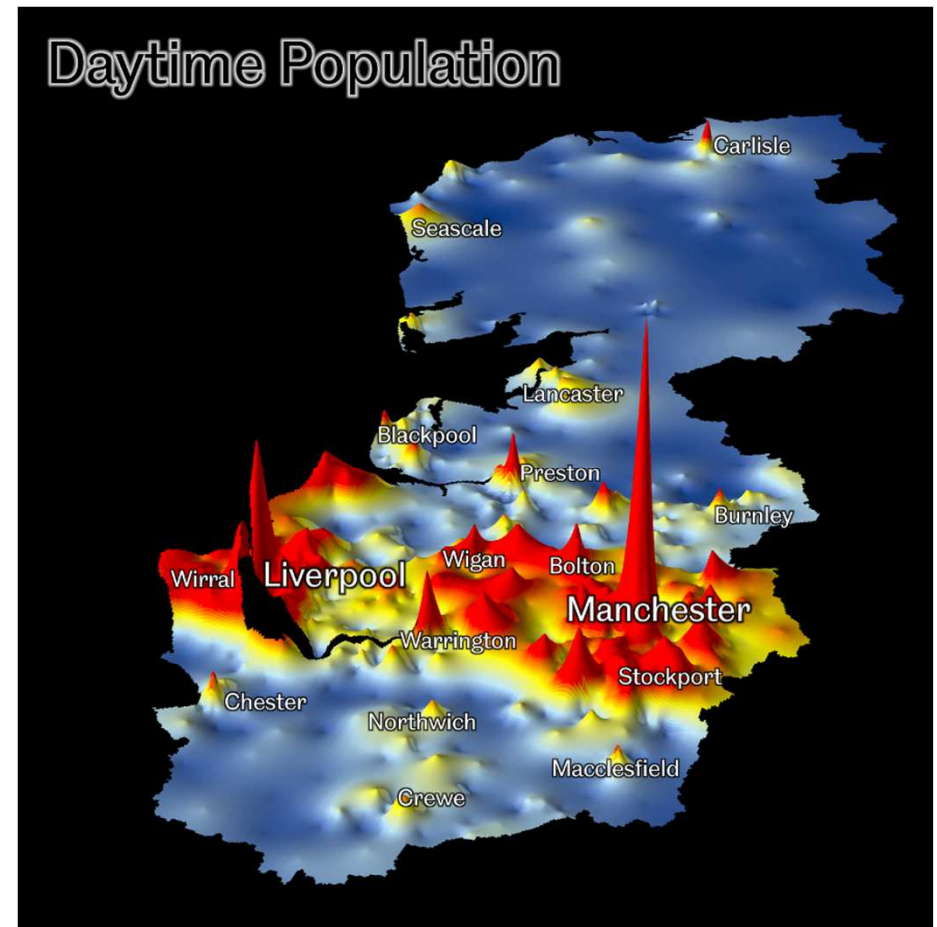 Daytime Population
Carlisle
Seascale
Lancaster
Blackpool
Preston
Burnley
Wigan
Bolton
Wirral
Liverpool
Manchester
Warrington
Stockport
Chester
Northwich
Macclesfield
Crewe